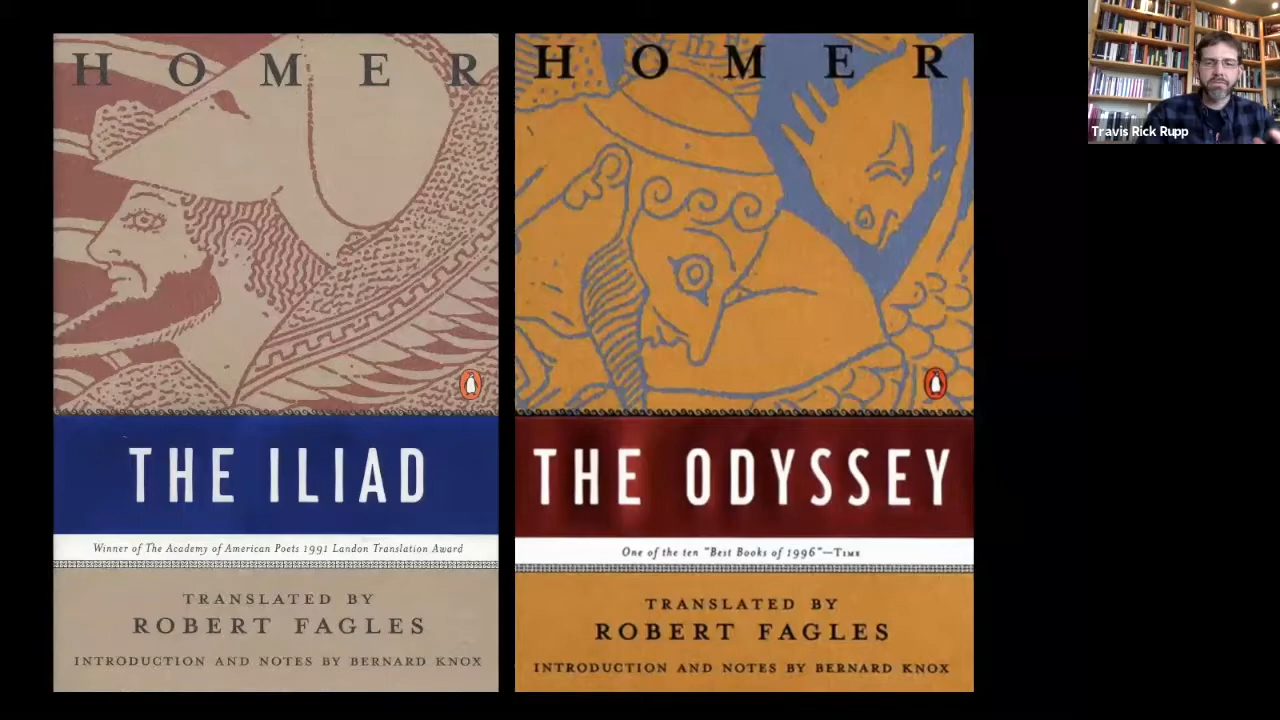 HOMER
THE ILIAD
Winner of The Academy of American Poets 1991 Landon Translation Award
TRANSLATED BY
ROBERT FAGLES
INTRODUCTION AND NOTES BY BERNARD KNOX
HOMER
THE ODYSSEY
One of the ten "Best Books of 1996"—TIME
TRANSLATED BY
ROBERT FAGLES
INTRODUCTION AND NOTES BY BERNARD KNOX
Travis Rick Rupp